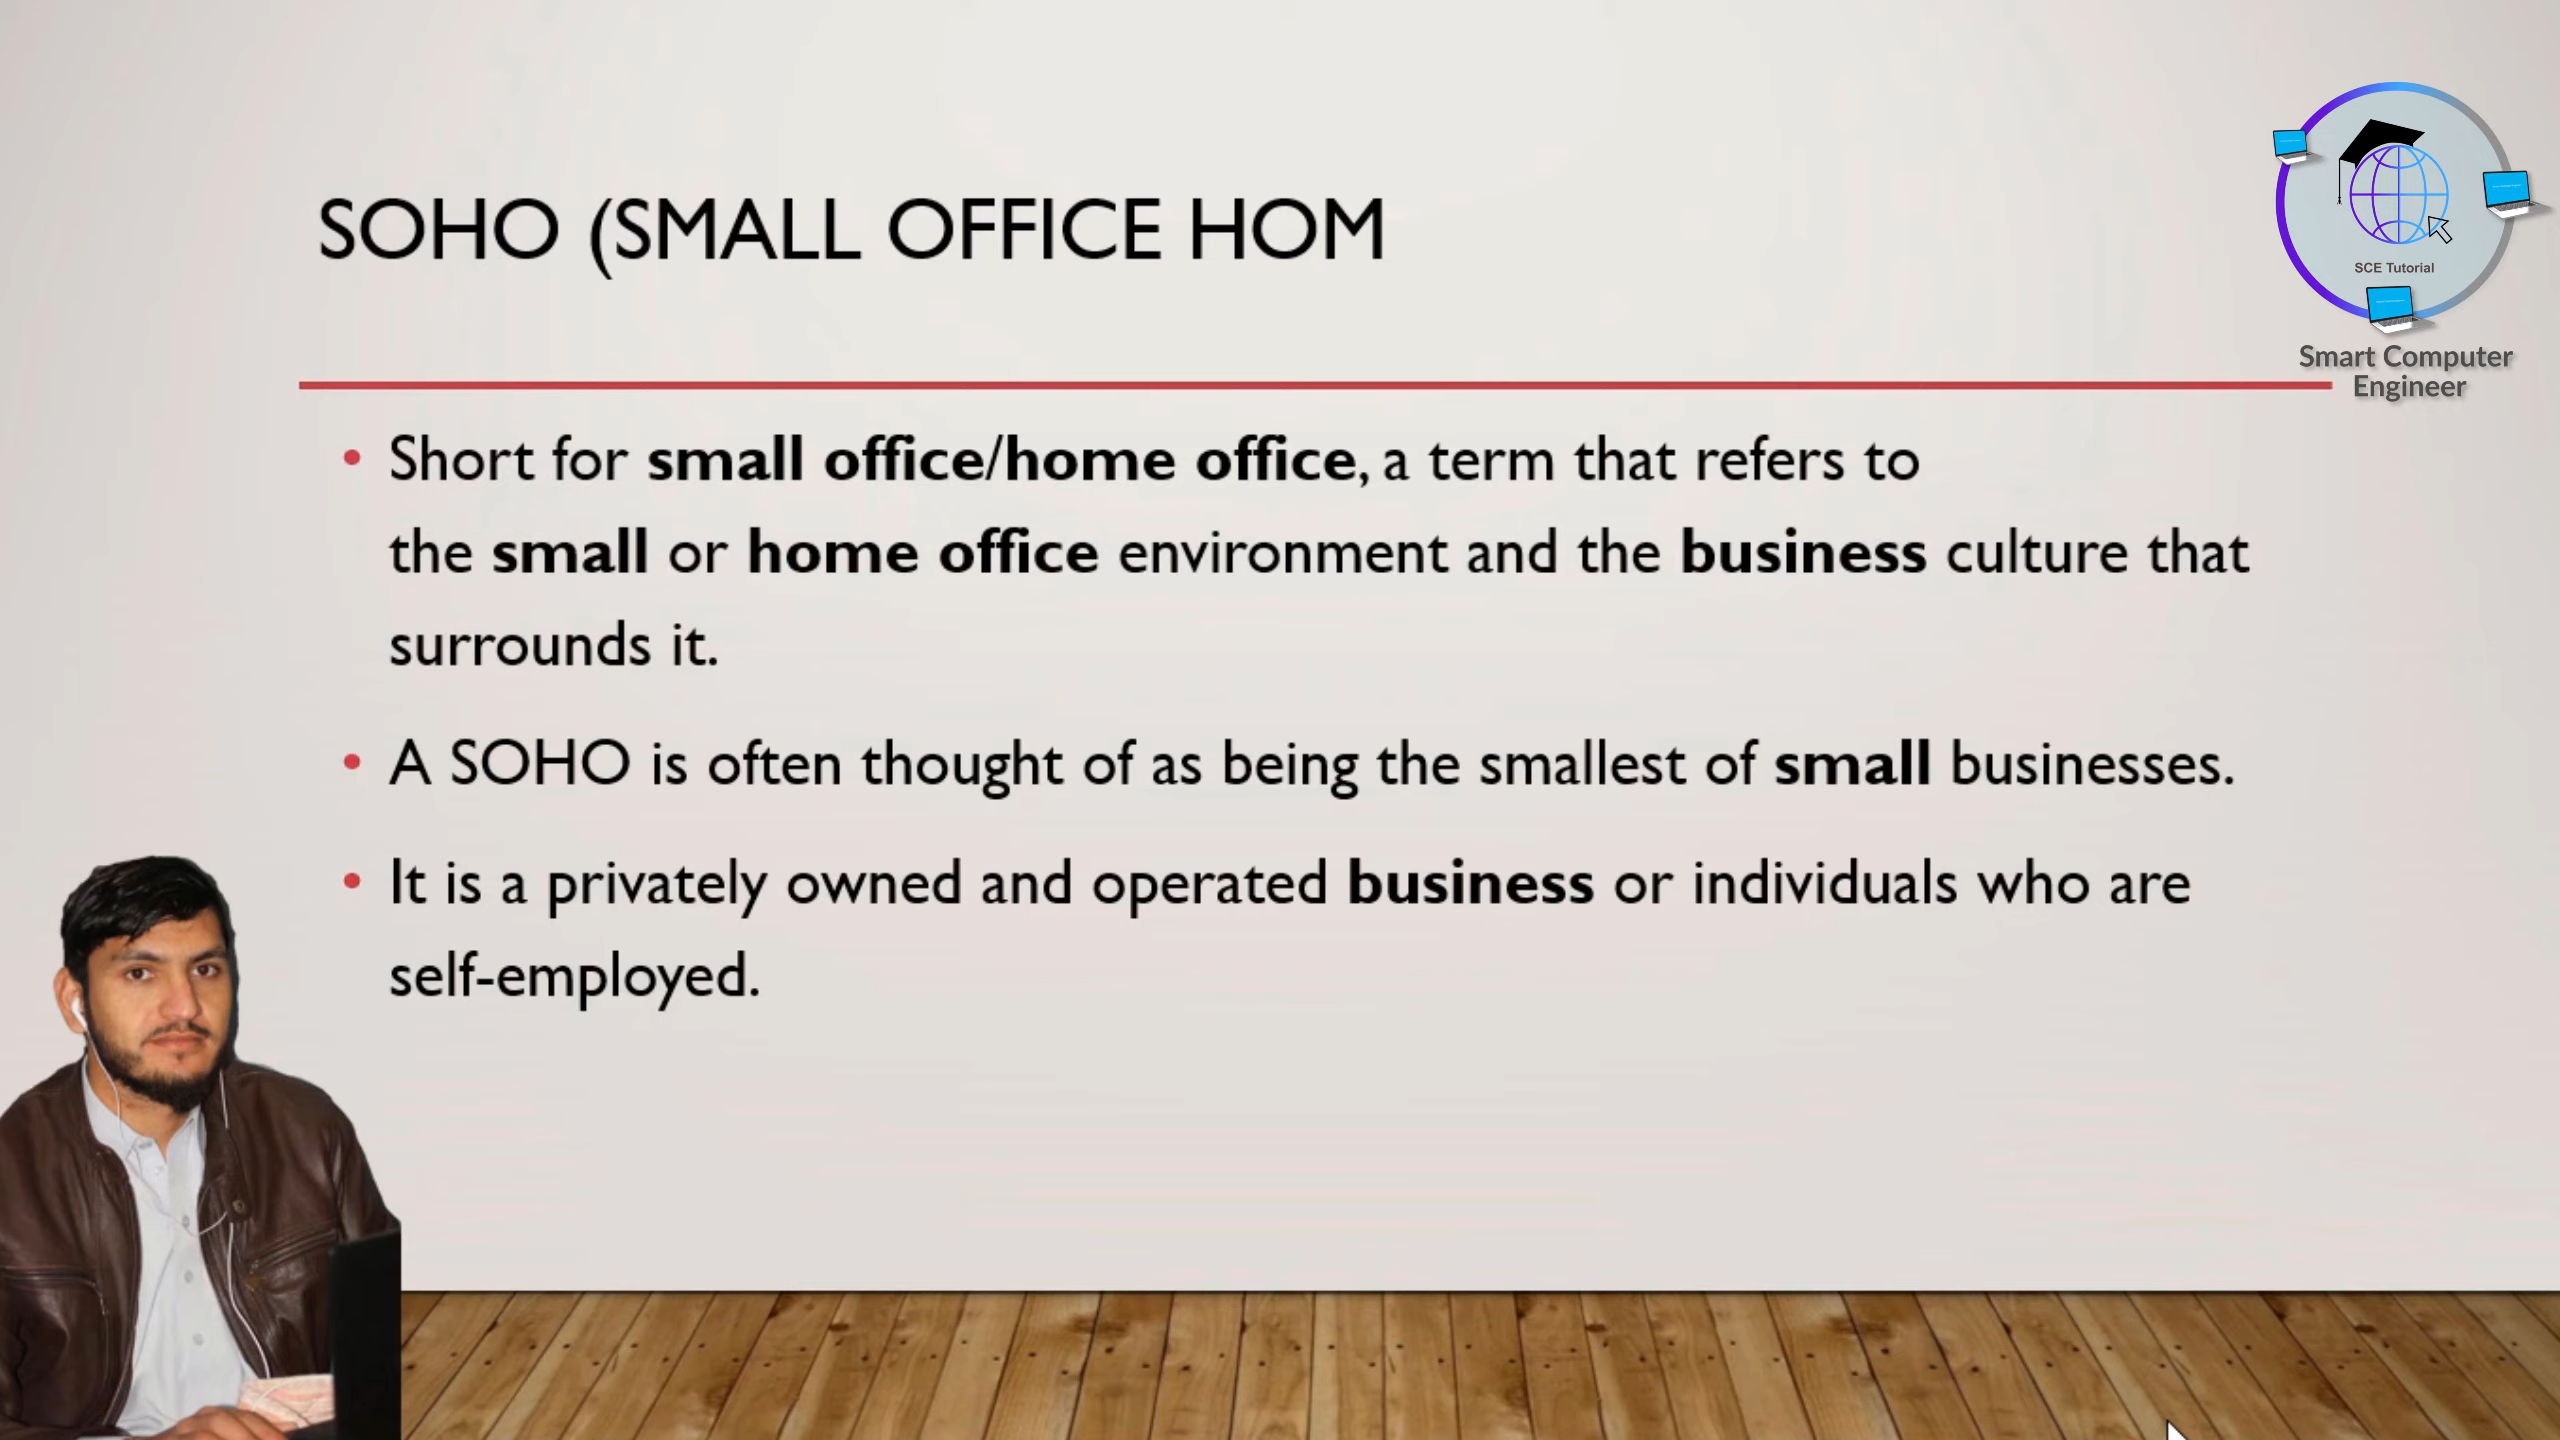 SOHO (SMALL OFFICE HOM
SCE Tutorial
Smart Computer
Engineer
• Short for small office/home office, a term that refers to
the small or home office environment and the business culture that
surrounds it.
• A SOHO is often thought of as being the smallest of small businesses.
• It is a privately owned and operated business or individuals who are
self-employed.